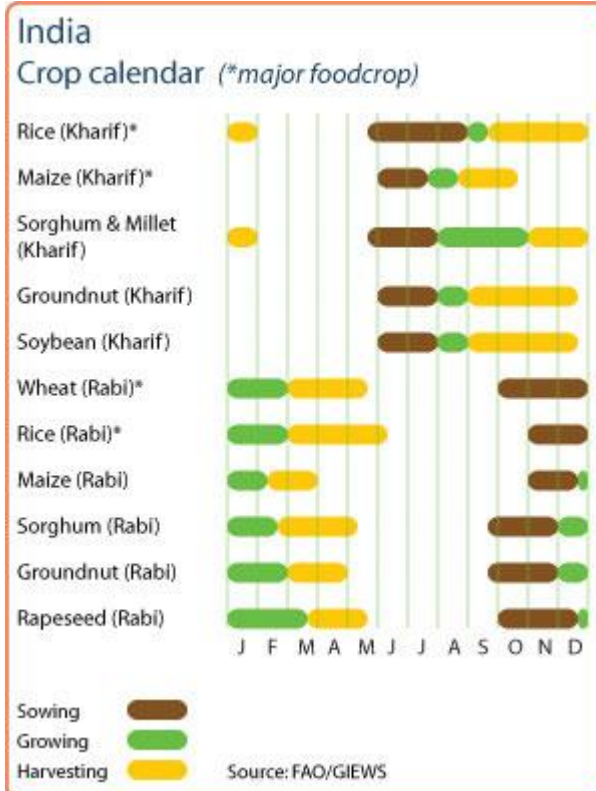 India
Crop calendar (*major foodcrop)
Rice (Kharif)*
Maize (Kharif)*
Sorghum & Millet
(Kharif)
Groundnut (Kharif)
Soybean (Kharif)
Wheat (Rabi)*
Rice (Rabi)*
Maize (Rabi)
Sorghum (Rabi)
Groundnut (Rabi)
Rapeseed (Rabi)
J F M A M J J A S O N D
Sowing
Growing
Harvesting Source: FAO/GIEWS